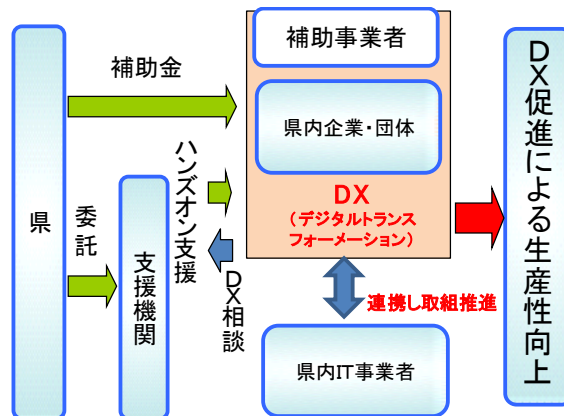 県
補助金
委託
支援機関
ハンズオン支援
DX相談
補助事業者
県内企業・団体
DX
（デジタルトランス
フォーメーション）
連携し取組推進
県内IT事業者
DX促進による生産性向上